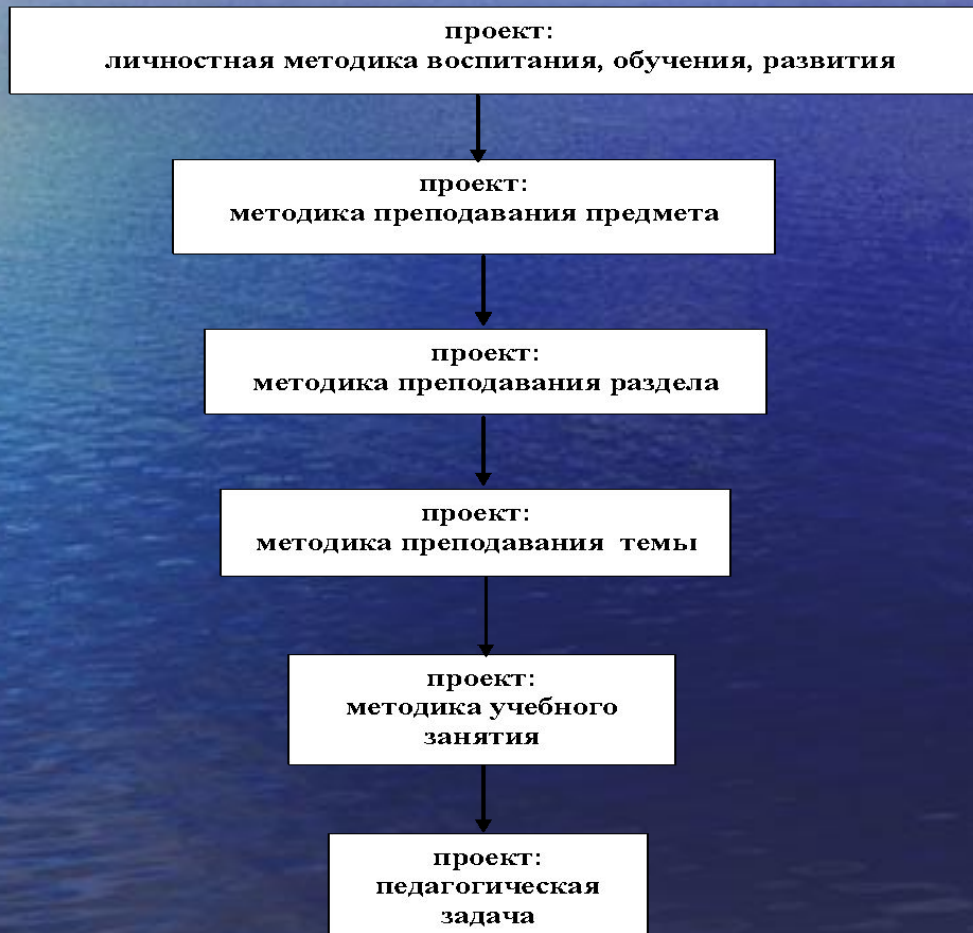 проект:
личностная методика воспитания, обучения, развития
проект:
методика преподавания предмета
проект:
методика преподавания раздела
проект:
методика преподавания темы
проект:
методика учебного
занятия
проект:
педагогическая
задача